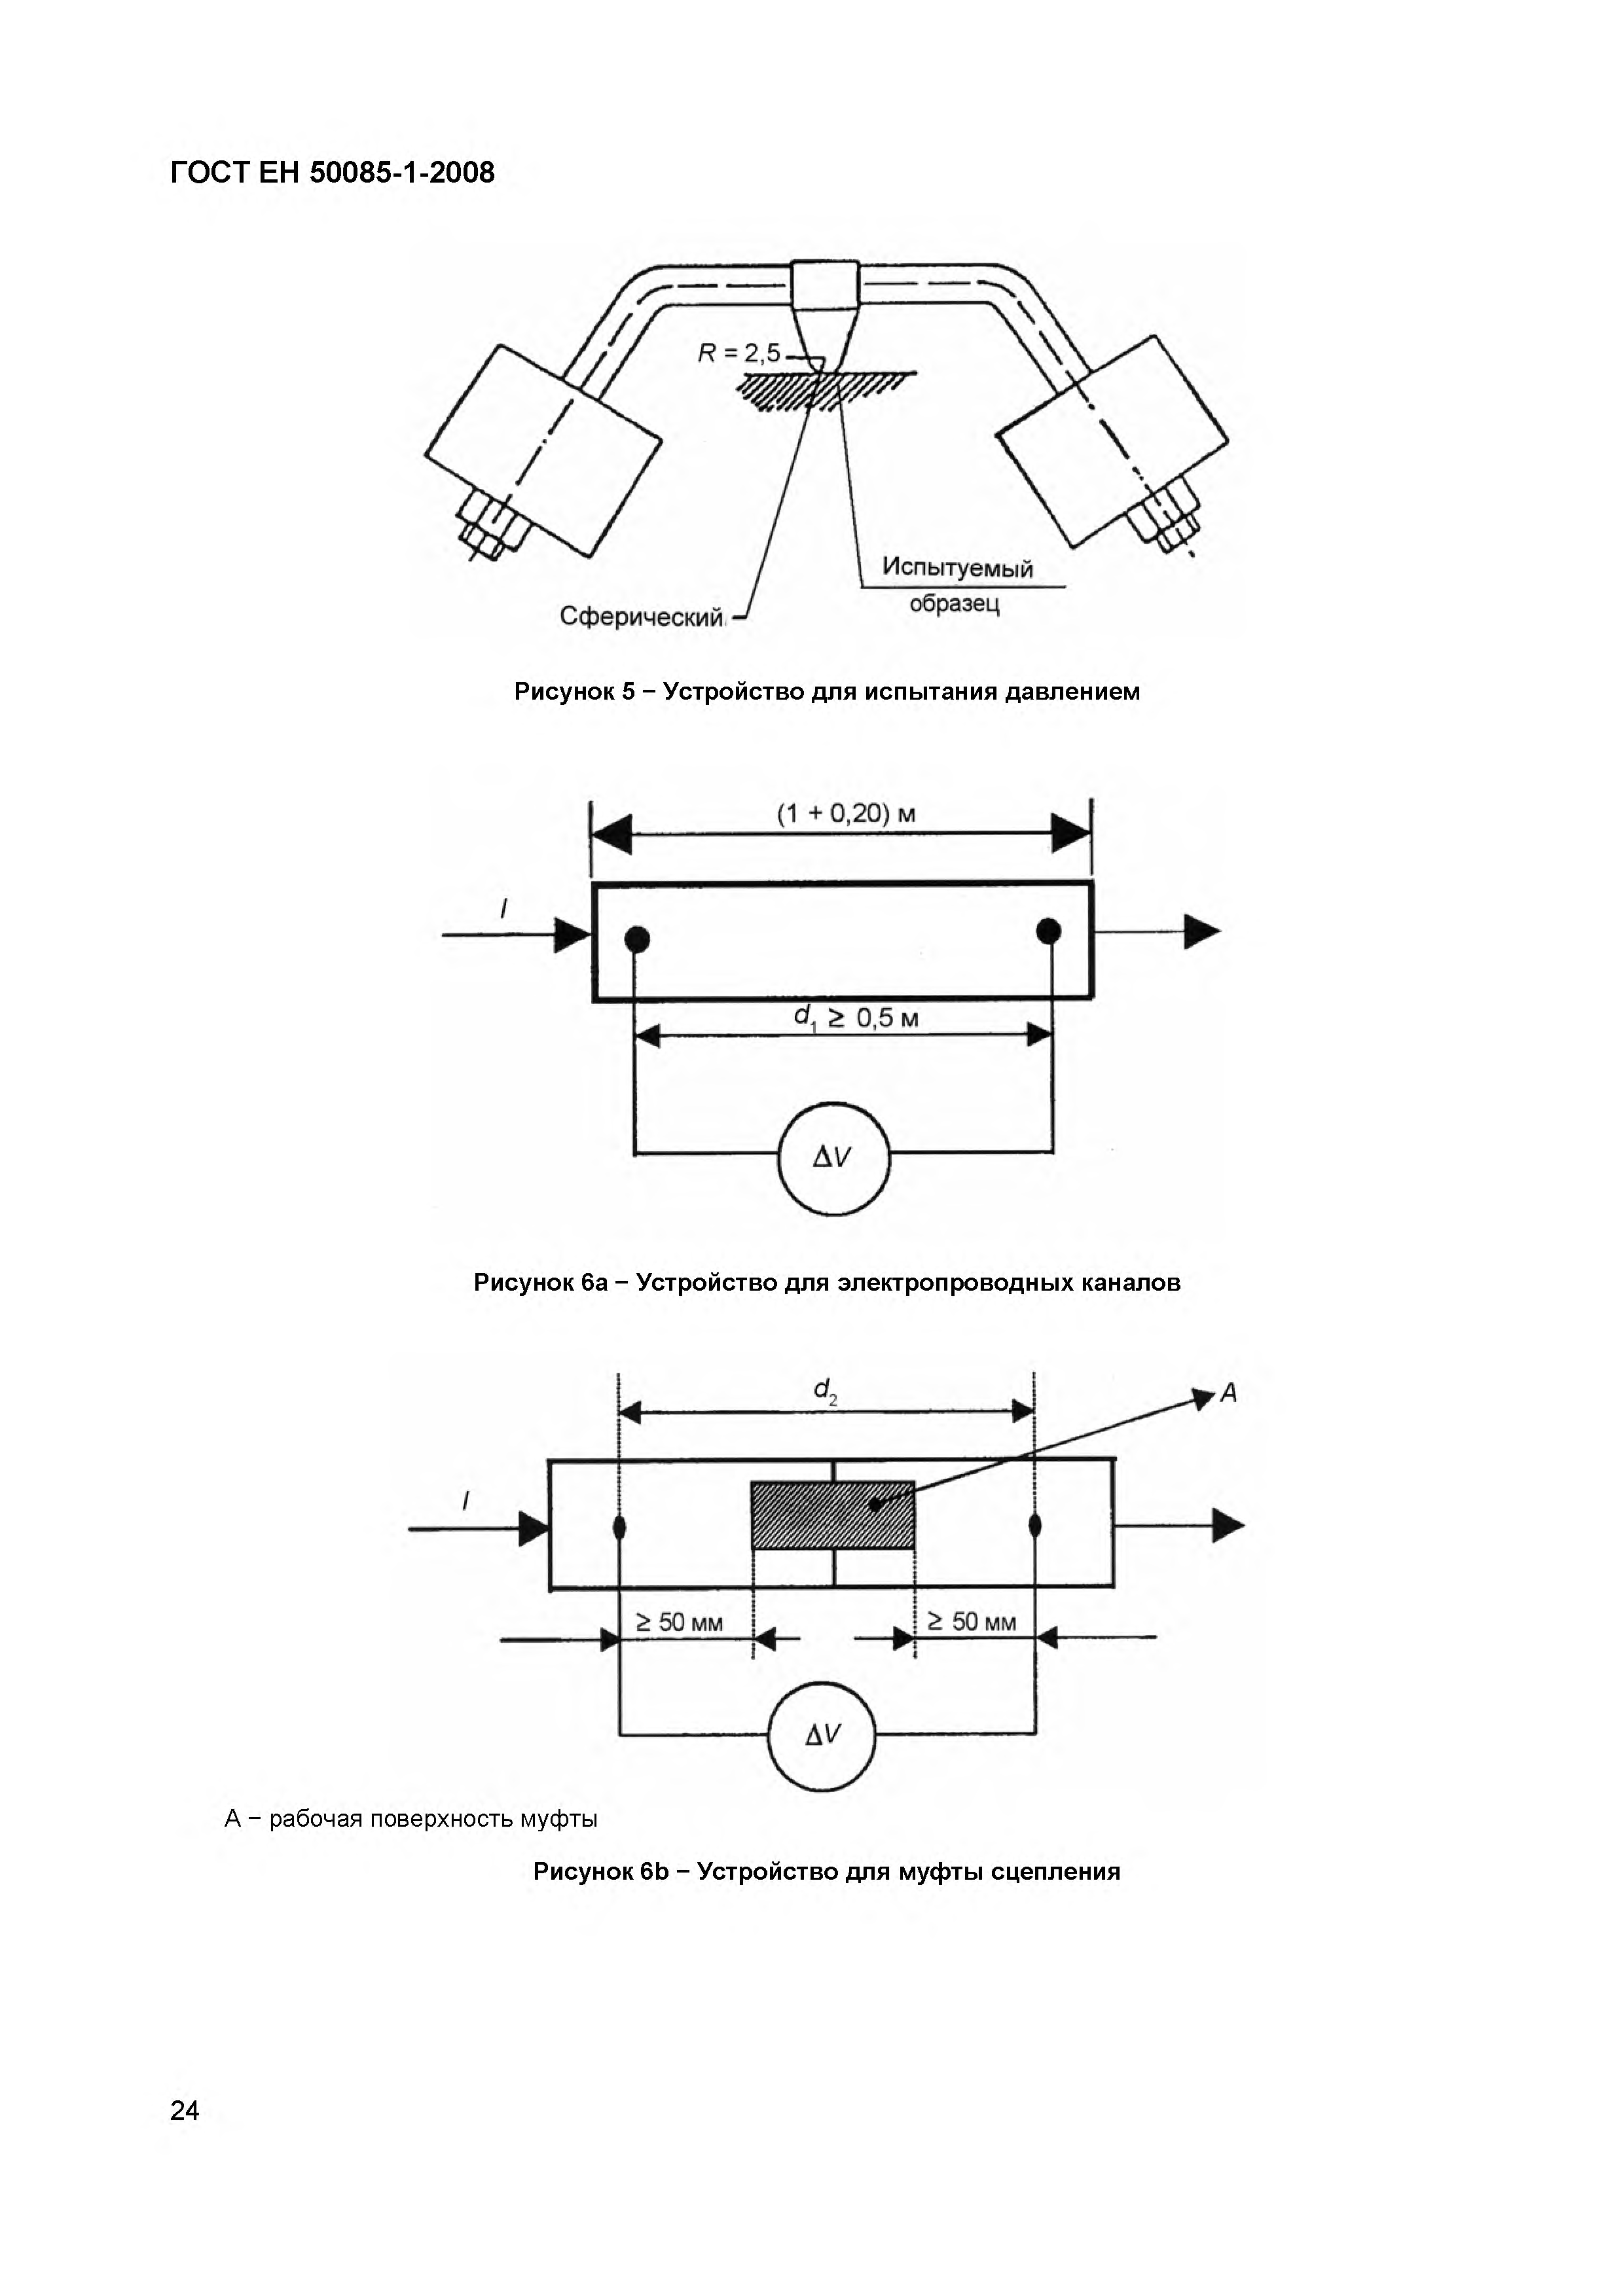 ГОСТ ЕН 50085-1-2008
R = 2,5
Испытуемый
образец
Сферический
Рисунок 5 − Устройство для испытания давлением
(1 + 0,20) м
I
d₁ ≥ 0,5 м
ΔV
Рисунок 6а − Устройство для электропроводных каналов
d₂
A
I
≥ 50 мм
≥ 50 мм
ΔV
А − рабочая поверхность муфты
Рисунок 6b − Устройство для муфты сцепления
24